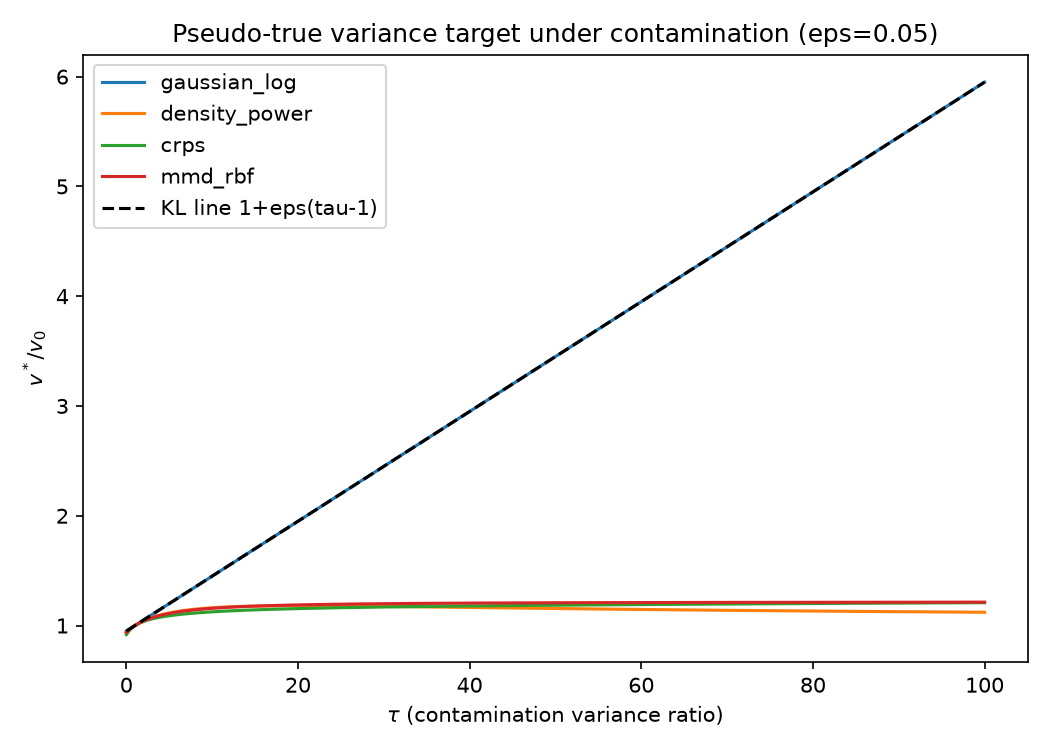 Pseudo-true variance target under contamination (eps=0.05)
gaussian_log
density_power
crps
mmd_rbf
KL line 1+eps(tau-1)
6
5
4
3
2
1
v*/v₀
0 20 40 60 80 100
τ (contamination variance ratio)